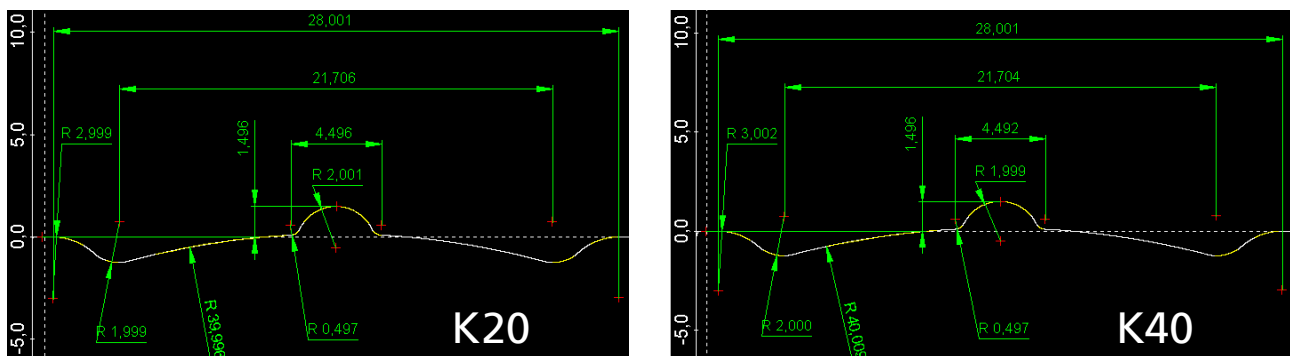 28,001
10,0
21,706
5,0
R 2,999
1,496
4,496
R 2,001
0,0
R 1,999
R 39,996
R 0,497
K20
-5,0
28,001
10,0
21,704
5,0
R 3,002
1,496
4,492
R 1,999
0,0
R 2,000
R 40,009
R 0,497
K40
-5,0